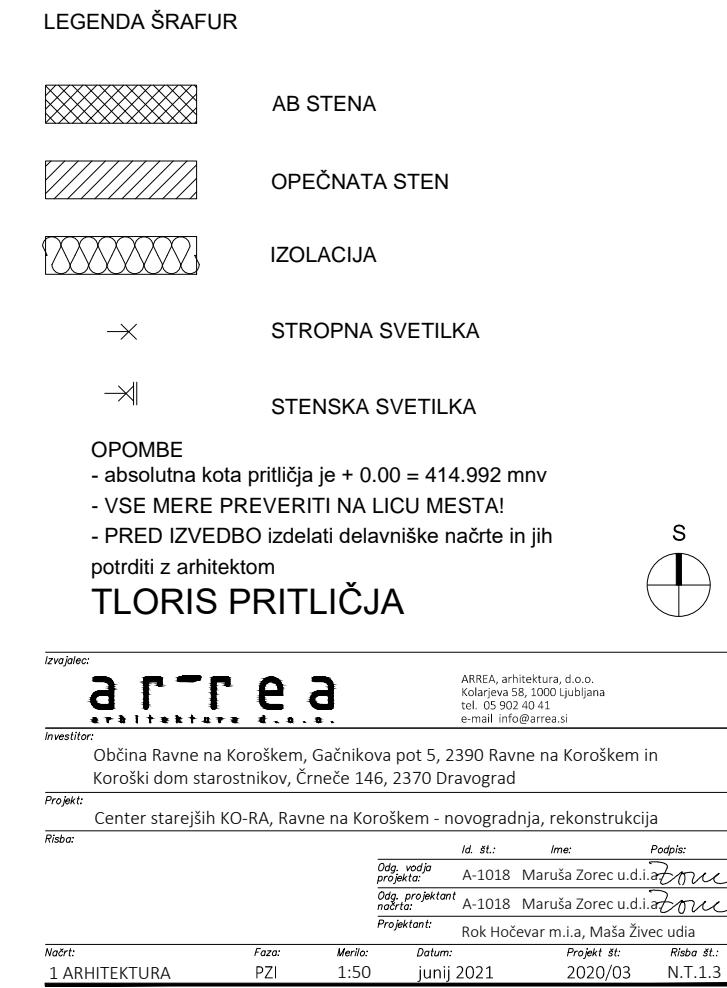 LEGENDA ŠRAFUR
AB STENA
OPEČNATA STEN
IZOLACIJA
STROPNA SVETILKA
STENSKA SVETILKA
OPOMBE
- absolutna kota pritličja je + 0.00 = 414.992 mnv
- VSE MERE PREVERITI NA LICU MESTA!
- PRED IZVEDBO izdelati delavniške načrte in jih
potrditi z arhitektom
S
TLORIS PRITLIČJA
Izvajalec:
arrea
arhitektura d.o.o.
ARREA, arhitektura, d.o.o.
Kolarjeva 58, 1000 Ljubljana
tel. 05 902 40 41
e-mail info@arrea.si
Investitor:
Občina Ravne na Koroškem, Gačnikova pot 5, 2390 Ravne na Koroškem in
Koroški dom starostnikov, Črneče 146, 2370 Dravograd
Projekt:
Center starejših KO-RA, Ravne na Koroškem - novogradnja, rekonstrukcija
Risba:
Id. št.: Ime: Podpis:
Odg. vodja
projekta: A-1018 Maruša Zorec u.d.i.a Zorec
Odg. projektant
načrta: A-1018 Maruša Zorec u.d.i.a Zorec
Projektant: Rok Hočevar m.i.a, Maša Živec udia
Načrt: Faza: Merilo: Datum: Projekt št: Risba št.:
1 ARHITEKTURA PZI 1:50 junij 2021 2020/03 N.T.1.3